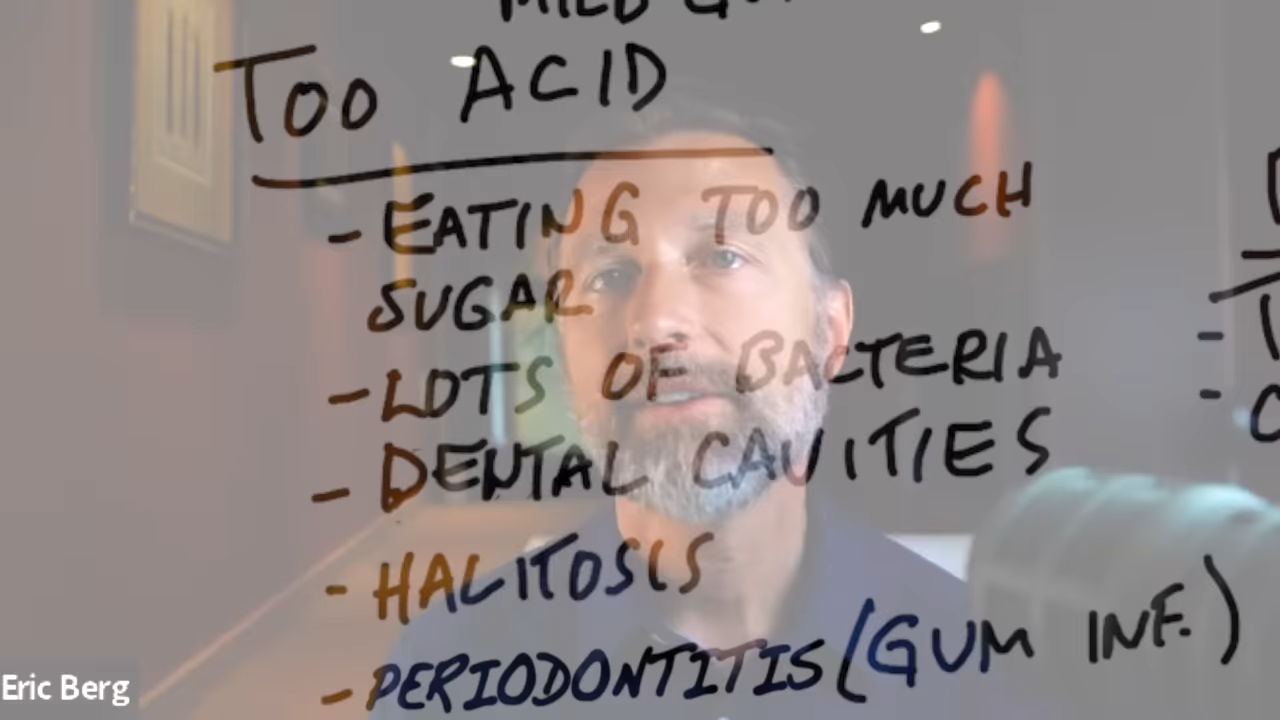 TOO ACID
- EATING TOO MUCH
SUGAR
- LOTS OF BACTERIA
- DENTAL CAVITIES
- HALITOSIS
- PERIODONTITIS (GUM INF.)
Eric Berg